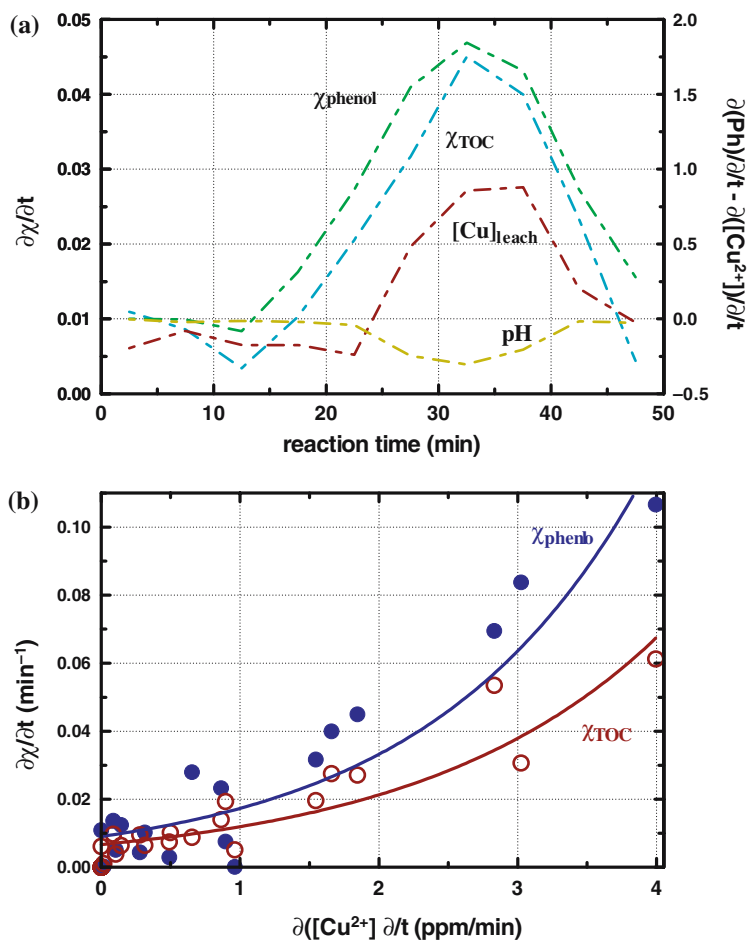 (a)
0.05
0.04
0.03
0.02
0.01
0.00
∂χ/∂t
2.0
1.5
1.0
0.5
0.0
−0.5
∂(Ph)/∂/t - ∂([Cu²⁺])/∂/t
χphenol
χTOC
[Cu]leach
pH
0 10 20 30 40 50
reaction time (min)
(b)
0.10
0.08
0.06
0.04
0.02
0.00
∂χ/∂t (min⁻¹)
χphenb
χTOC
0 1 2 3 4
∂([Cu²⁺] ∂/t (ppm/min)